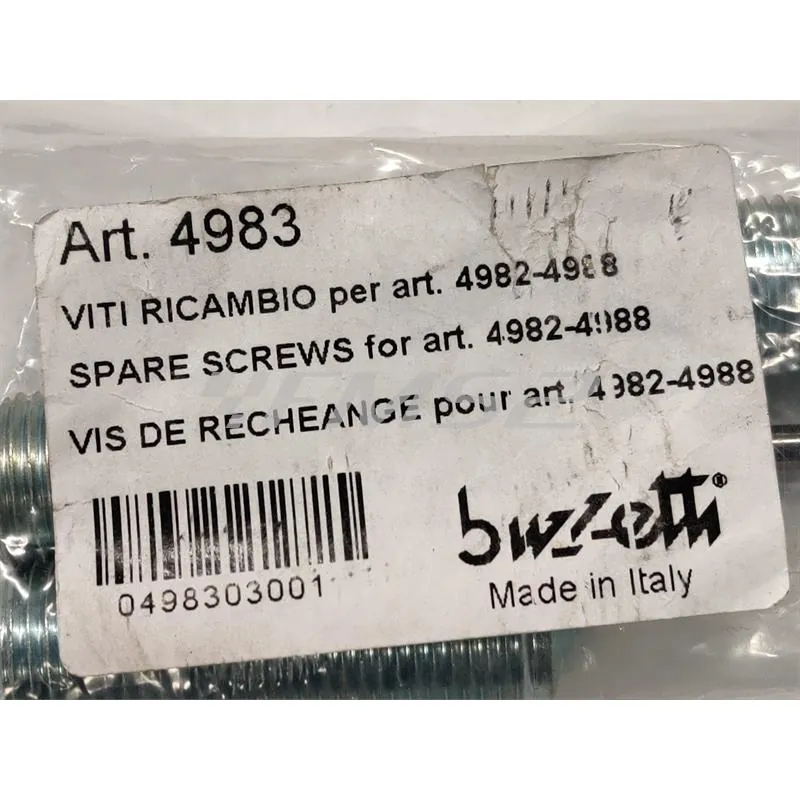 Art. 4983
VITI RICAMBIO per art. 4982-4988
SPARE SCREWS for art. 4982-4988
VIS DE RECHEANGE pour art. 4982-4988
0498303001
buzzetti®
Made in Italy